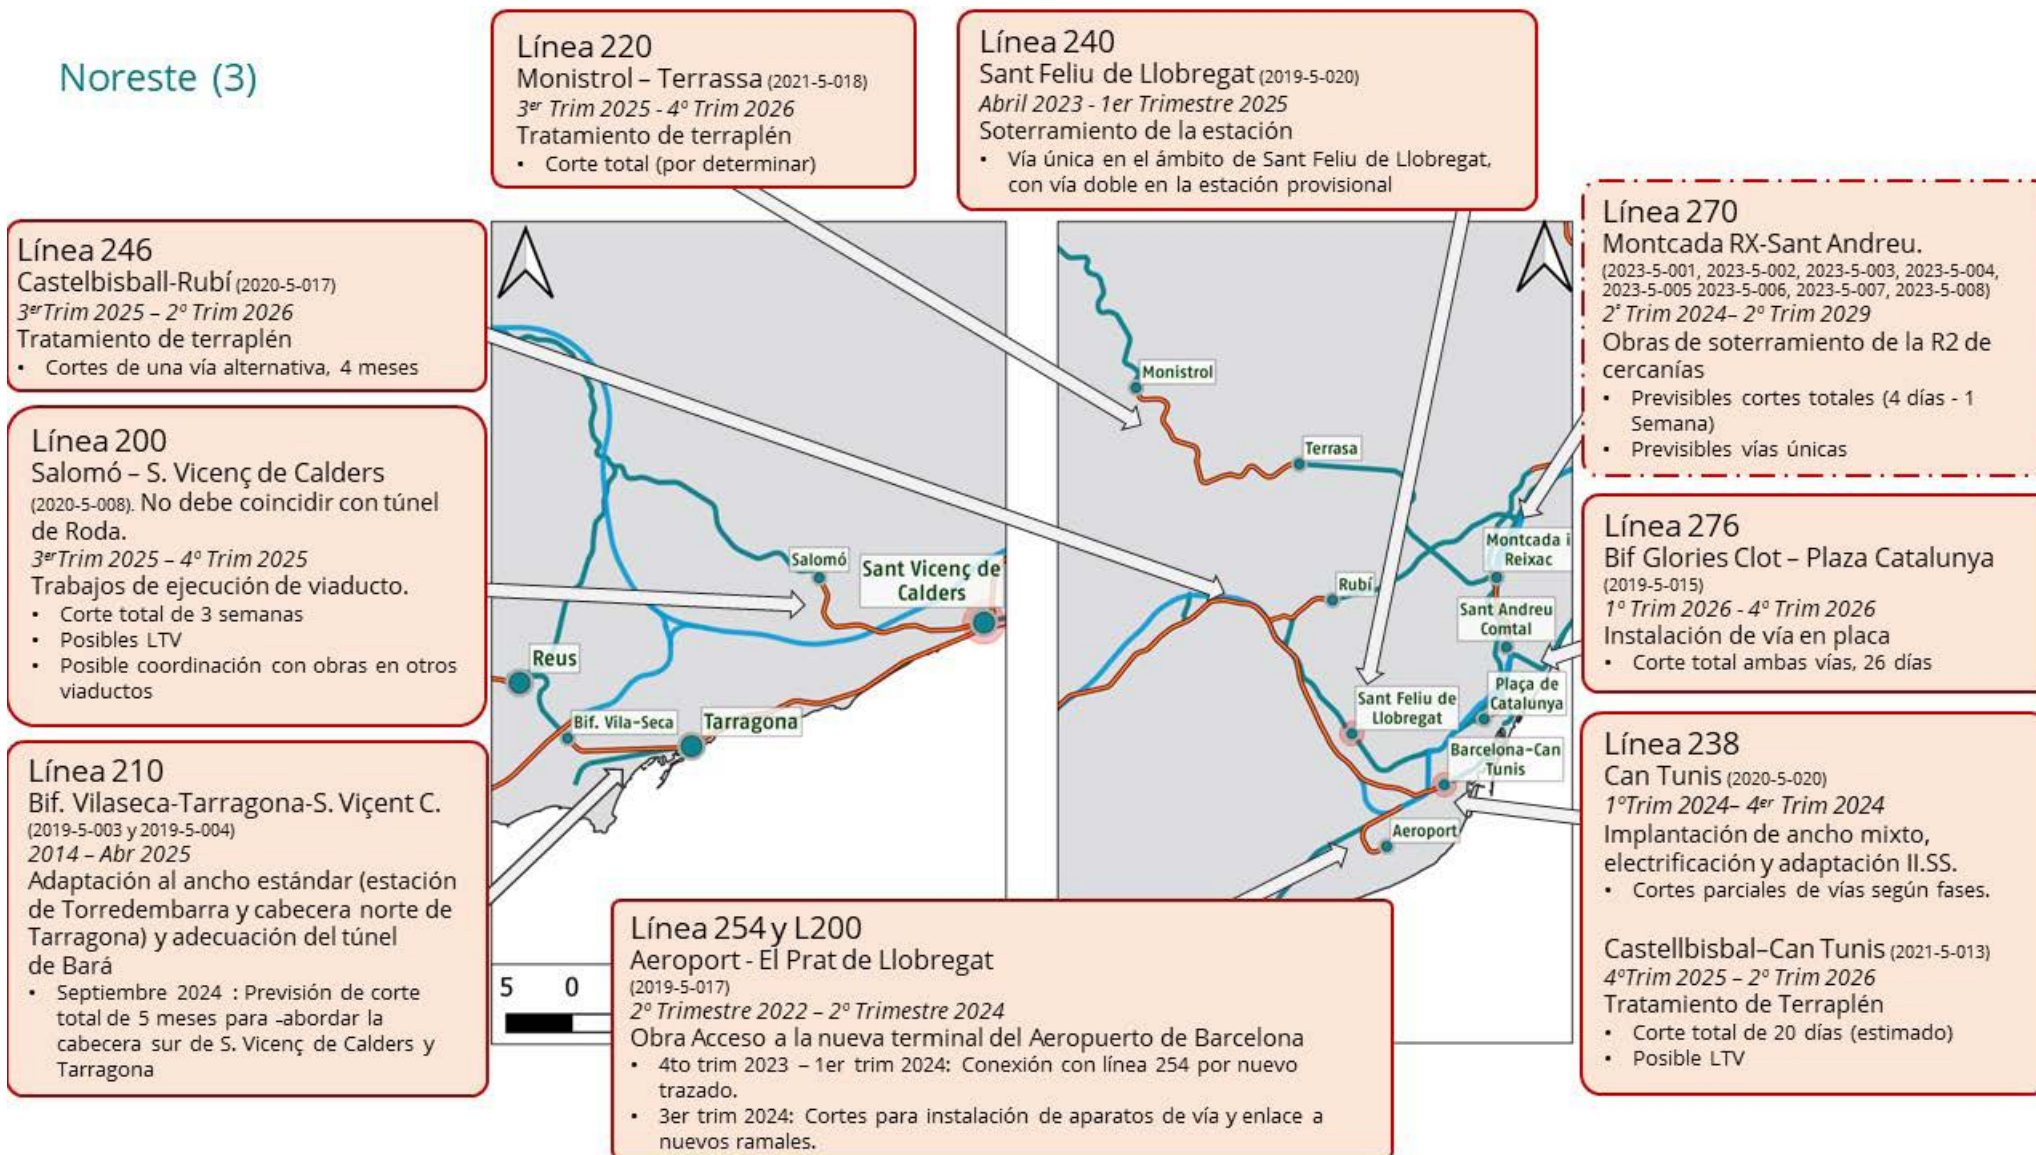 Noreste (3)
Línea 220
Monistrol – Terrassa (2021-5-018)
3er Trim 2025 - 4º Trim 2026
Tratamiento de terraplén
• Corte total (por determinar)
Línea 240
Sant Feliu de Llobregat (2019-5-020)
Abril 2023 - 1er Trimestre 2025
Soterramiento de la estación
• Vía única en el ámbito de Sant Feliu de Llobregat,
con vía doble en la estación provisional
Línea 246
Castelbisball-Rubí (2020-5-017)
3erTrim 2025 – 2º Trim 2026
Tratamiento de terraplén
• Cortes de una vía alternativa, 4 meses
Línea 200
Salomó – S. Vicenç de Calders
(2020-5-008). No debe coincidir con túnel
de Roda.
3erTrim 2025 – 4º Trim 2025
Trabajos de ejecución de viaducto.
• Corte total de 3 semanas
• Posibles LTV
• Posible coordinación con obras en otros
viaductos
Línea 210
Bif. Vilaseca-Tarragona-S. Viçent C.
(2019-5-003 y 2019-5-004)
2014 – Abr 2025
Adaptación al ancho estándar (estación
de Torredembarra y cabecera norte de
Tarragona) y adecuación del túnel
de Bará
• Septiembre 2024 : Previsión de corte
total de 5 meses para -abordar la
cabecera sur de S. Vicenç de Calders y
Tarragona
Salomó
Sant Vicenç de
Calders
Reus
Bif. Vila-Seca
Tarragona
5 0
Monistrol
Terrasa
Montcada i
Reixac
Rubí
Sant Andreu
Comtal
Plaça de
Catalunya
Sant Feliu de
Llobregat
Barcelona-Can
Tunis
Aeroport
Línea 254 y L200
Aeroport - El Prat de Llobregat
(2019-5-017)
2º Trimestre 2022 – 2º Trimestre 2024
Obra Acceso a la nueva terminal del Aeropuerto de Barcelona
• 4to trim 2023 – 1er trim 2024: Conexión con línea 254 por nuevo
trazado.
• 3er trim 2024: Cortes para instalación de aparatos de vía y enlace a
nuevos ramales.
Línea 270
Montcada RX-Sant Andreu.
(2023-5-001, 2023-5-002, 2023-5-003, 2023-5-004,
2023-5-005 2023-5-006, 2023-5-007, 2023-5-008)
2º Trim 2024– 2º Trim 2029
Obras de soterramiento de la R2 de
cercanías
• Previsibles cortes totales (4 días - 1
Semana)
• Previsibles vías únicas
Línea 276
Bif Glories Clot – Plaza Catalunya
(2019-5-015)
1º Trim 2026 - 4º Trim 2026
Instalación de vía en placa
• Corte total ambas vías, 26 días
Línea 238
Can Tunis (2020-5-020)
1ºTrim 2024– 4er Trim 2024
Implantación de ancho mixto,
electrificación y adaptación II.SS.
• Cortes parciales de vías según fases.
Castellbisbal–Can Tunis (2021-5-013)
4ºTrim 2025 – 2º Trim 2026
Tratamiento de Terraplén
• Corte total de 20 días (estimado)
• Posible LTV